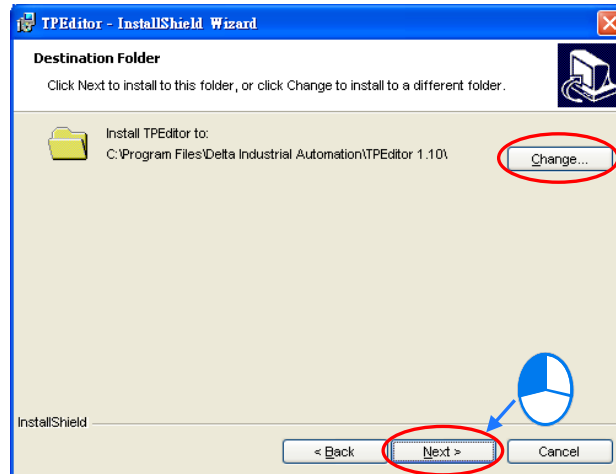 TPEditor - InstallShield Wizard
Destination Folder
Click Next to install to this folder, or click Change to install to a different folder.
Install TPEditor to:
C:\Program Files\Delta Industrial Automation\TPEditor 1.10\
Change...
InstallShield
< Back
Next >
Cancel